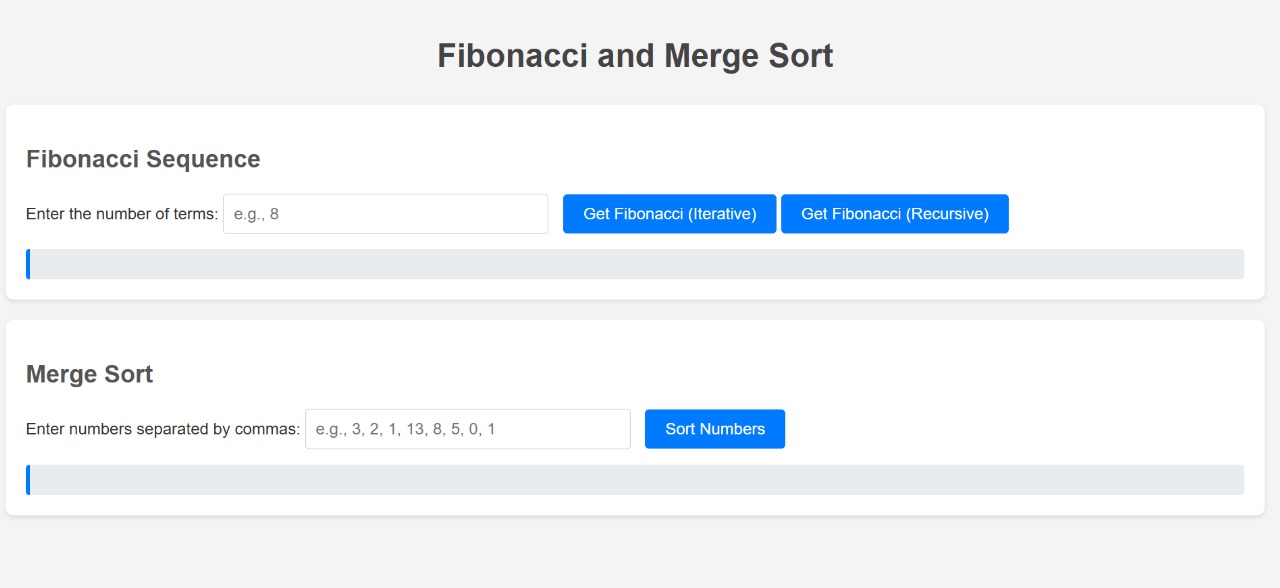 Fibonacci and Merge Sort
Fibonacci Sequence
Enter the number of terms: e.g., 8 Get Fibonacci (Iterative) Get Fibonacci (Recursive)
Merge Sort
Enter numbers separated by commas: e.g., 3, 2, 1, 13, 8, 5, 0, 1 Sort Numbers